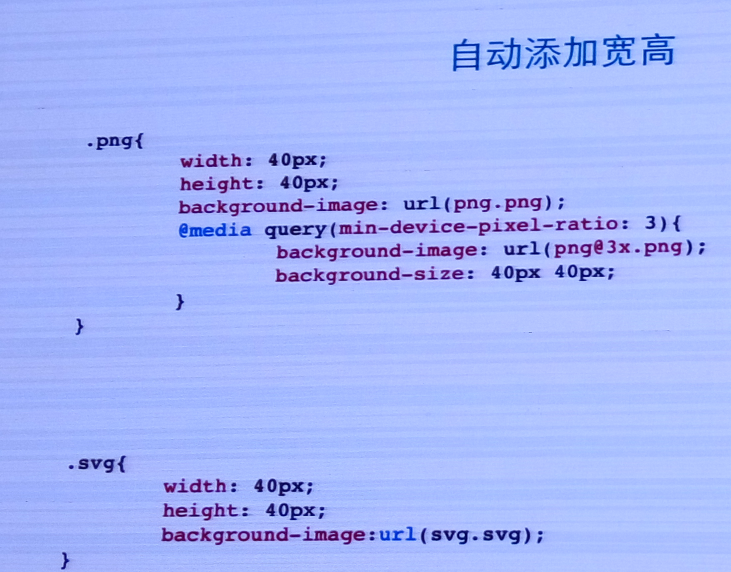 自动添加宽高
.png{
width: 40px;
height: 40px;
background-image: url(png.png);
@media query(min-device-pixel-ratio: 3){
background-image: url(png@3x.png);
background-size: 40px 40px;
}
}
.svg{
width: 40px;
height: 40px;
background-image:url(svg.svg);
}